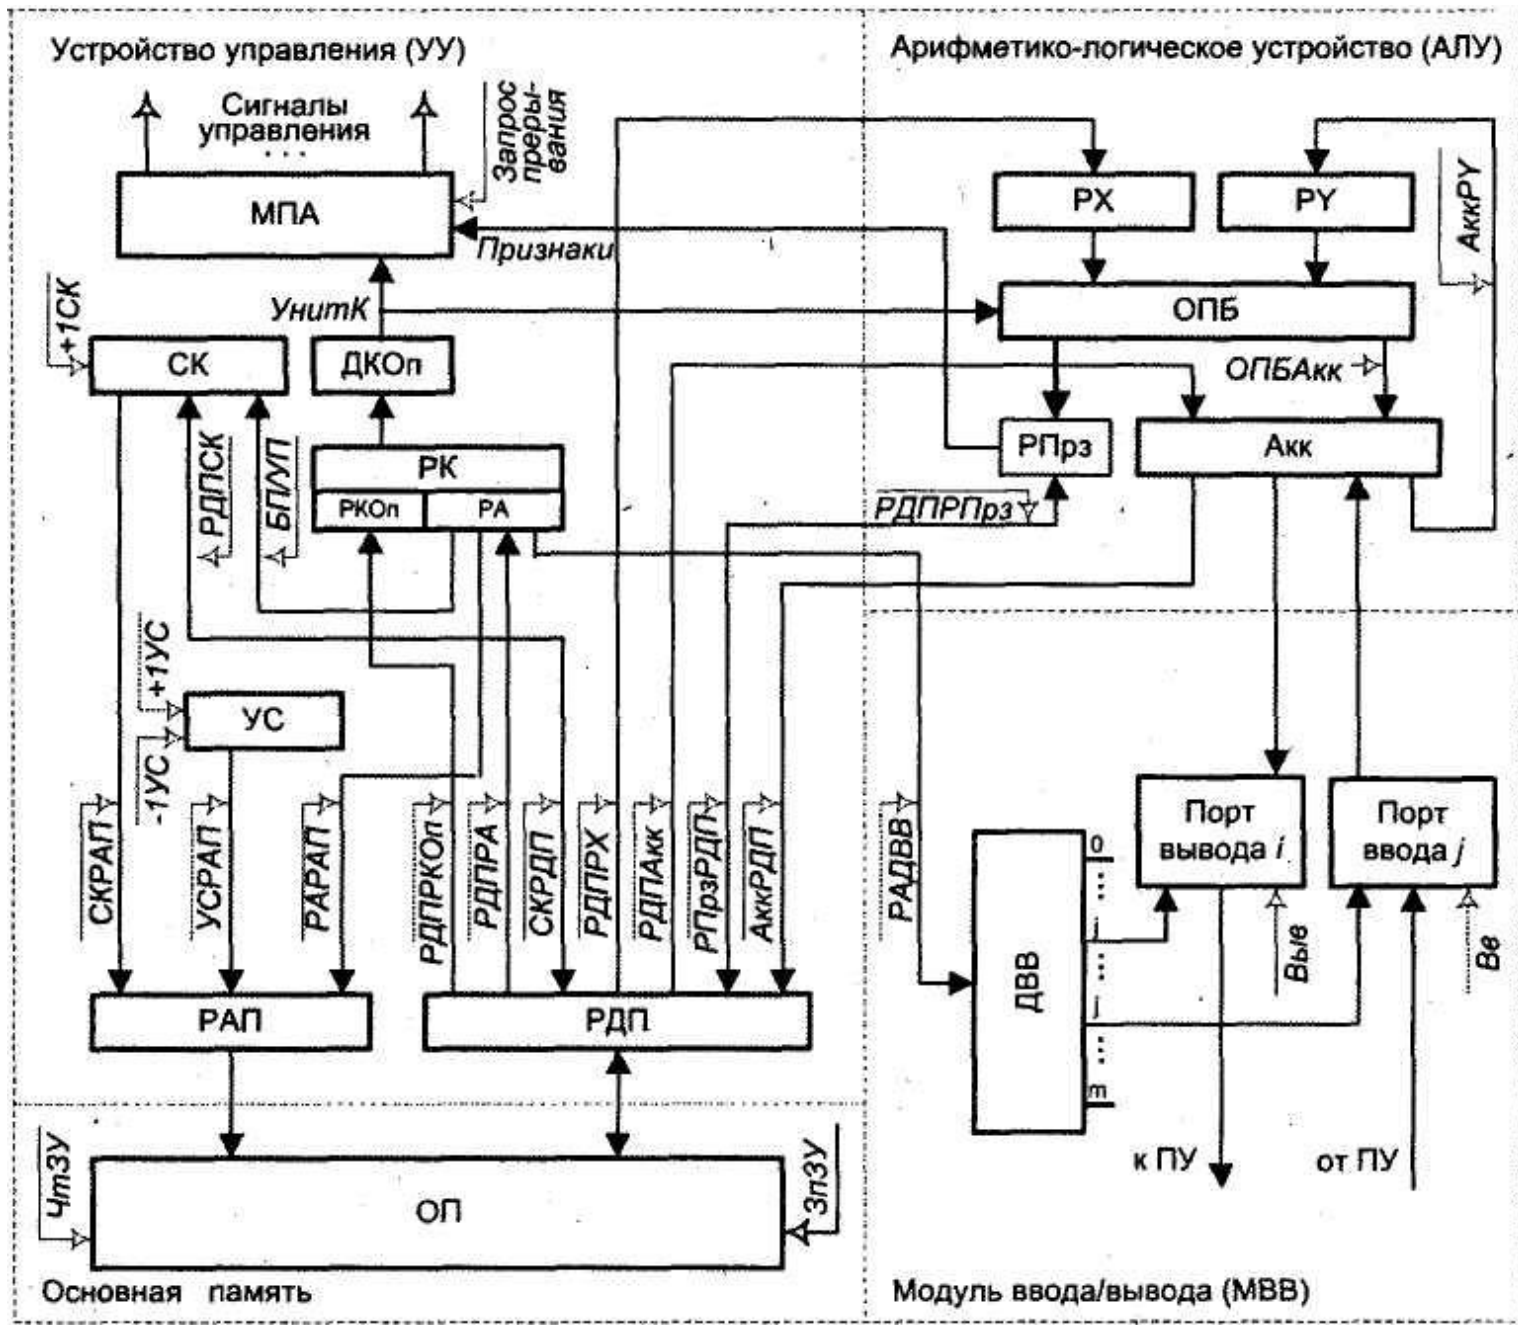 Устройство управления (УУ)
Арифметико-логическое устройство (АЛУ)
Сигналы
управления
. . .
Запрос
преры-
вания
МПА
Признаки
РХ
РY
АккРY
+1СК
УнитК
ОПБ
СК
ДКОп
ОПБАкк
РДПСК
БП/УП
РК
РКОп
РА
РПрз
Акк
РДПРПрз
+1УС
УС
-1УС
СКРАП
УСРАП
РАРАП
РДПРКОп
РДПРА
СКРДП
РДПРХ
РДПАкк
РПрзРДП
АккРДП
РАДВВ
Порт
вывода i
Порт
ввода j
ДВВ
0
i
j
m
Выв
Вв
РАП
РДП
к ПУ
от ПУ
ЧтЗУ
ОП
ЗпЗУ
Основная память
Модуль ввода/вывода (МВВ)